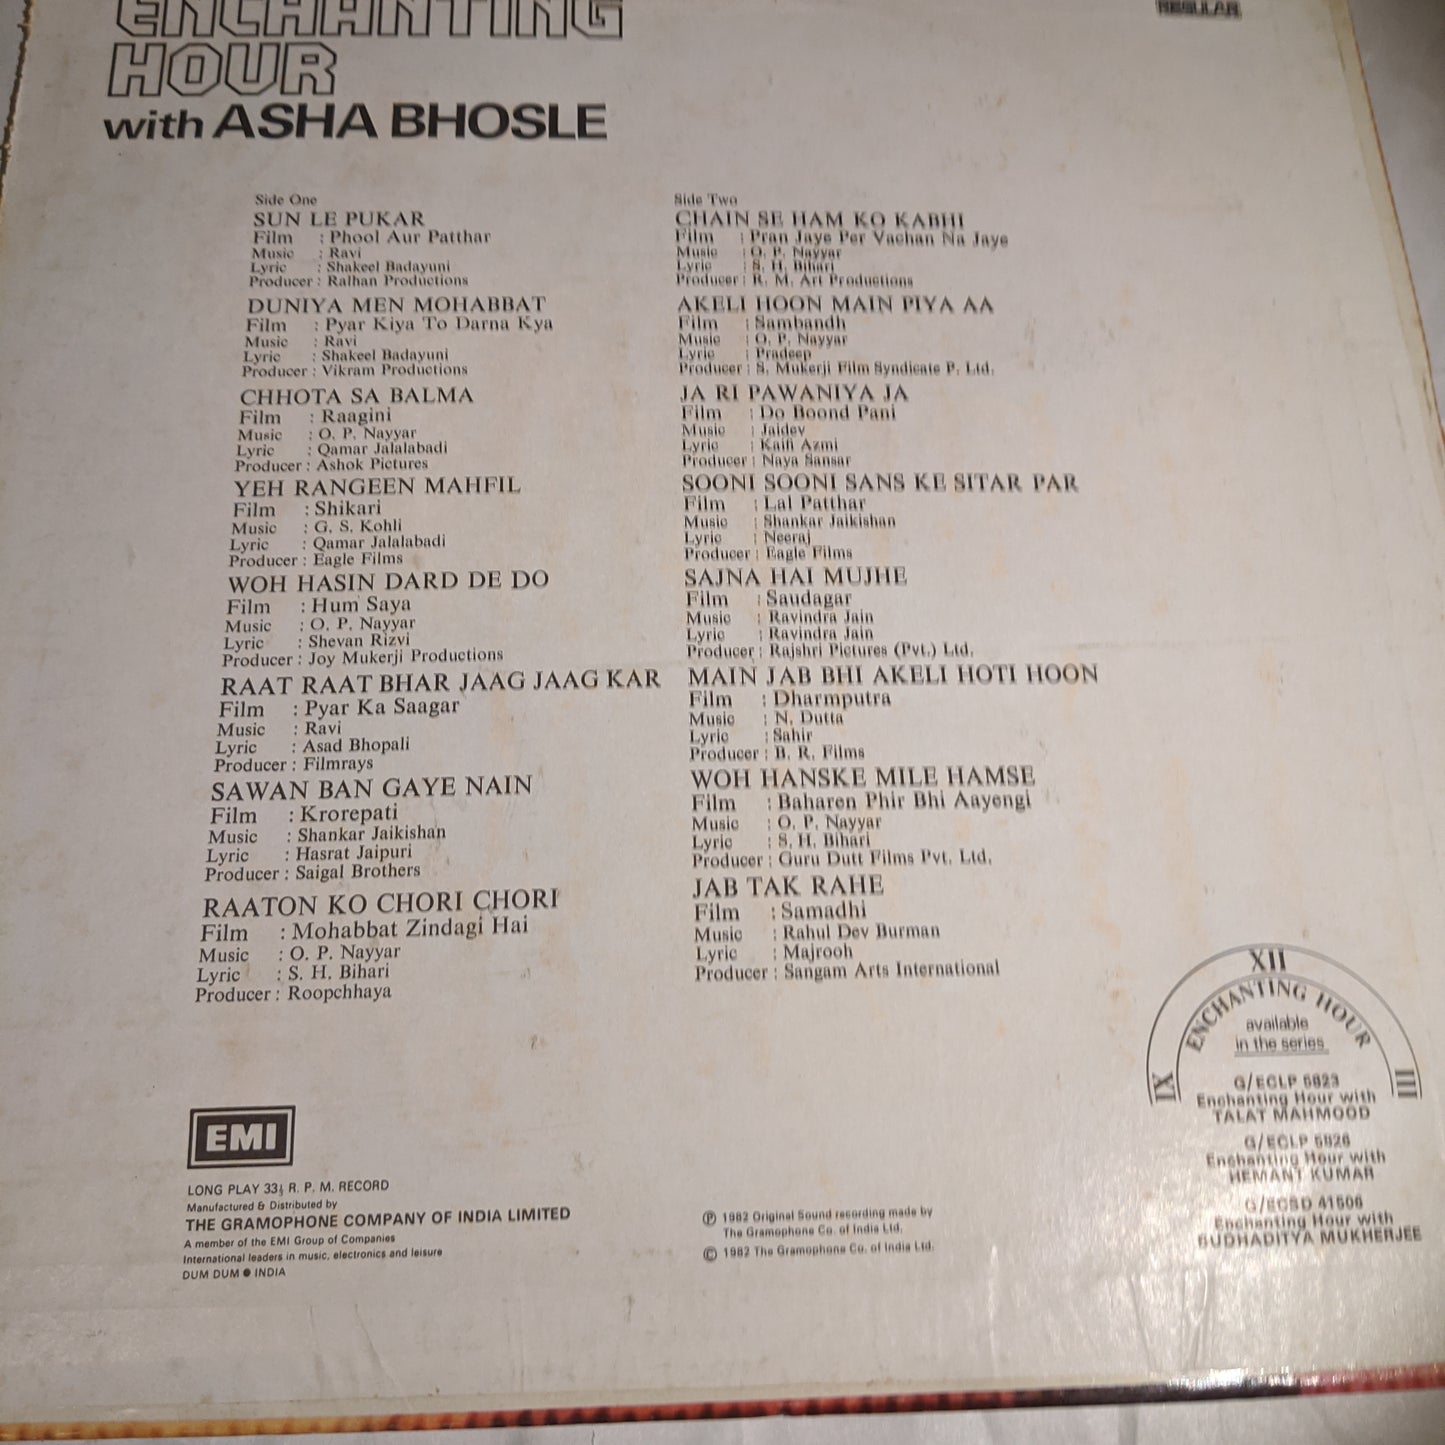 ENCHANTING
HOUR
with ASHA BHOSLE
REGULAR
Side One
SUN LE PUKAR
Film : Phool Aur Patthar
Music : Ravi
Lyric : Shakeel Badayuni
Producer : Ralhan Productions
DUNIYA MEN MOHABBAT
Film : Pyar Kiya To Darna Kya
Music : Ravi
Lyric : Shakeel Badayuni
Producer : Vikram Productions
CHHOTA SA BALMA
Film : Raagini
Music : O. P. Nayyar
Lyric : Qamar Jalalabadi
Producer : Ashok Pictures
YEH RANGEEN MAHFIL
Film : Shikari
Music : G. S. Kohli
Lyric : Qamar Jalalabadi
Producer : Eagle Films
WOH HASIN DARD DE DO
Film : Hum Saya
Music : O. P. Nayyar
Lyric : Shevan Rizvi
Producer : Joy Mukerji Productions
RAAT RAAT BHAR JAAG JAAG KAR
Film : Pyar Ka Saagar
Music : Ravi
Lyric : Asad Bhopali
Producer : Filmrays
SAWAN BAN GAYE NAIN
Film : Krorepati
Music : Shankar Jaikishan
Lyric : Hasrat Jaipuri
Producer : Saigal Brothers
RAATON KO CHORI CHORI
Film : Mohabbat Zindagi Hai
Music : O. P. Nayyar
Lyric : S. H. Bihari
Producer : Roopchhaya
Side Two
CHAIN SE HAM KO KABHI
Film : Pran Jaye Per Vachan Na Jaye
Music : O. P. Nayyar
Lyric : S. H. Bihari
Producer : R. M. Art Productions
AKELI HOON MAIN PIYA AA
Film : Sambandh
Music : O. P. Nayyar
Lyric : Pradeep
Producer : S. Mukerji Film Syndicate P. Ltd.
JA RI PAWANIYA JA
Film : Do Boond Pani
Music : Jaidev
Lyric : Kaifi Azmi
Producer : Naya Sansar
SOONI SOONI SANS KE SITAR PAR
Film : Lal Patthar
Music : Shankar Jaikishan
Lyric : Neeraj
Producer : Eagle Films
SAJNA HAI MUJHE
Film : Saudagar
Music : Ravindra Jain
Lyric : Ravindra Jain
Producer : Rajshri Pictures (Pvt.) Ltd.
MAIN JAB BHI AKELI HOTI HOON
Film : Dharmputra
Music : N. Dutta
Lyric : Sahir
Producer : B. R. Films
WOH HANSKE MILE HAMSE
Film : Baharen Phir Bhi Aayengi
Music : O. P. Nayyar
Lyric : S. H. Bihari
Producer : Guru Dutt Films Pvt. Ltd.
JAB TAK RAHE
Film : Samadhi
Music : Rahul Dev Burman
Lyric : Majrooh
Producer : Sangam Arts International
EMI
LONG PLAY 33⅓ R. P. M. RECORD
Manufactured & Distributed by
THE GRAMOPHONE COMPANY OF INDIA LIMITED
A member of the EMI Group of Companies
International leaders in music, electronics and leisure
DUM DUM ● INDIA
℗ 1982 Original Sound recording made by
The Gramophone Co. of India Ltd.
© 1982 The Gramophone Co. of India Ltd.
XII
IX
III
ENCHANTING HOUR
available
in the series
G/ECLP 5823
Enchanting Hour with
TALAT MAHMOOD
G/ECLP 5826
Enchanting Hour with
HEMANT KUMAR
G/ECSD 41506
Enchanting Hour with
BUDHADITYA MUKHERJEE